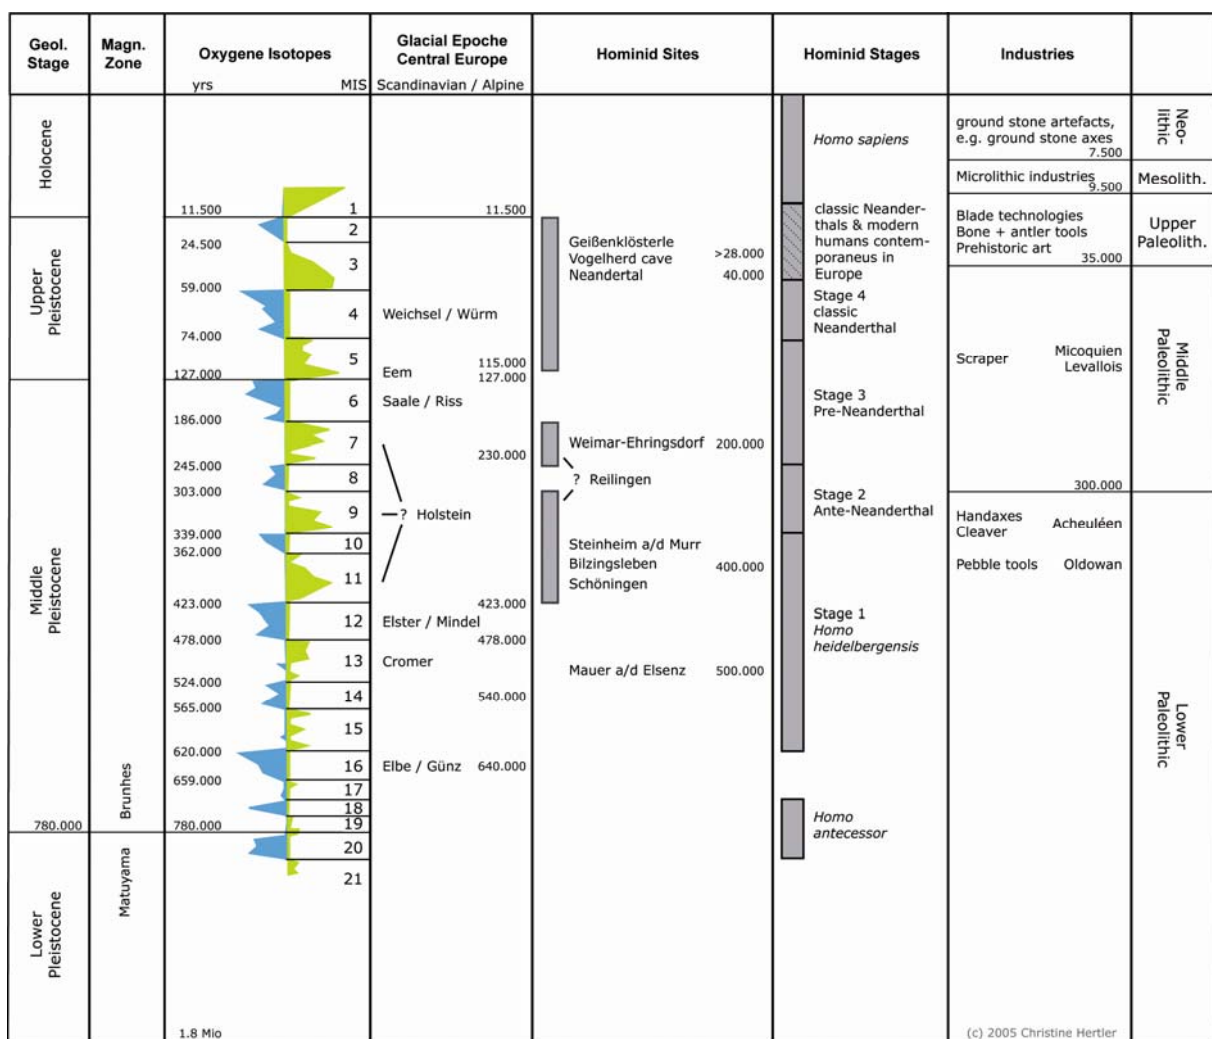 Geol.
Stage
Magn.
Zone
Oxygene Isotopes
yrs
MIS
Glacial Epoche
Central Europe
Scandinavian / Alpine
Hominid Sites
Hominid Stages
Industries
Holocene
Upper
Pleistocene
Middle
Pleistocene
Lower
Pleistocene
780.000
Brunhes
Matuyama
11.500
24.500
59.000
74.000
127.000
186.000
245.000
303.000
339.000
362.000
423.000
478.000
524.000
565.000
620.000
659.000
780.000
1.8 Mio
1
2
3
4
5
6
7
8
9
10
11
12
13
14
15
16
17
18
19
20
21
11.500
Weichsel / Würm
115.000
Eem
127.000
Saale / Riss
230.000
? Holstein
423.000
Elster / Mindel
478.000
Cromer
540.000
Elbe / Günz 640.000
Geißenklösterle
Vogelherd cave >28.000
Neandertal 40.000
Weimar-Ehringsdorf 200.000
? Reilingen
Steinheim a/d Murr
Bilzingsleben 400.000
Schöningen
Mauer a/d Elsenz 500.000
Homo sapiens
classic Neander-
thals & modern
humans contem-
poraneus in
Europe
Stage 4
classic
Neanderthal
Stage 3
Pre-Neanderthal
Stage 2
Ante-Neanderthal
Stage 1
Homo
heidelbergensis
Homo
antecessor
ground stone artefacts,
e.g. ground stone axes
7.500
Microlithic industries
9.500
Blade technologies
Bone + antler tools
Prehistoric art
35.000
Scraper Micoquien
Levallois
300.000
Handaxes
Cleaver Acheuléen
Pebble tools Oldowan
Neo-
lithic
Mesolith.
Upper
Paleolith.
Middle
Paleolithic
Lower
Paleolithic
(c) 2005 Christine Hertler